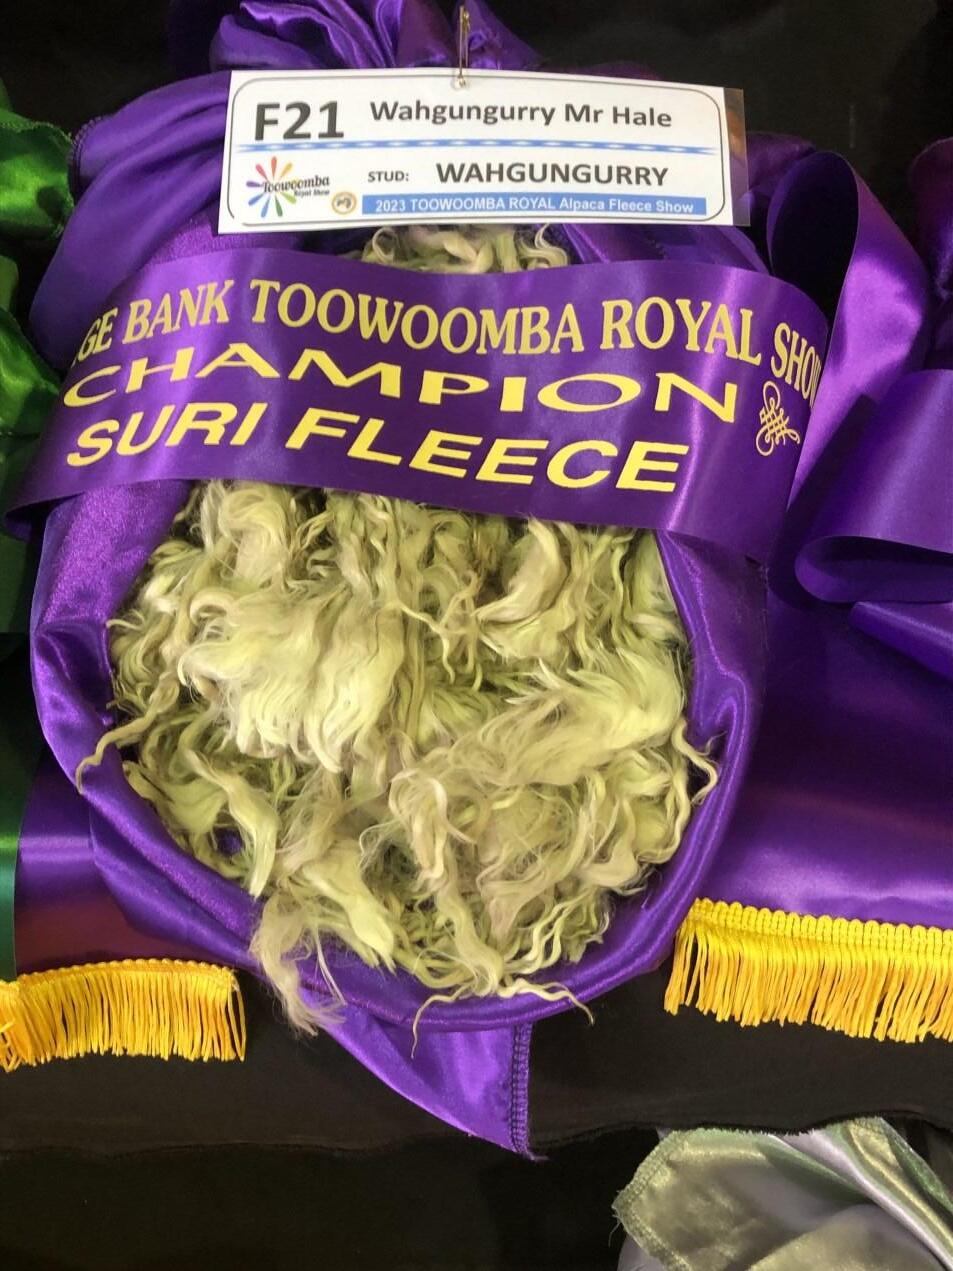 F21 Wahgungurry Mr Hale
Toowoomba
Royal Show
STUD: WAHGUNGURRY
2023 TOOWOOMBA ROYAL Alpaca Fleece Show
BANK TOOWOOMBA ROYAL SHOW
CHAMPION
SURI FLEECE